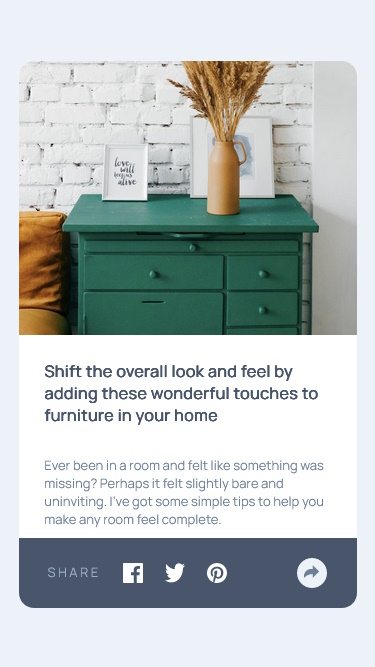 love
will
keep us
alive
Shift the overall look and feel by
adding these wonderful touches to
furniture in your home
Ever been in a room and felt like something was
missing? Perhaps it felt slightly bare and
uninviting. I've got some simple tips to help you
make any room feel complete.
SHARE